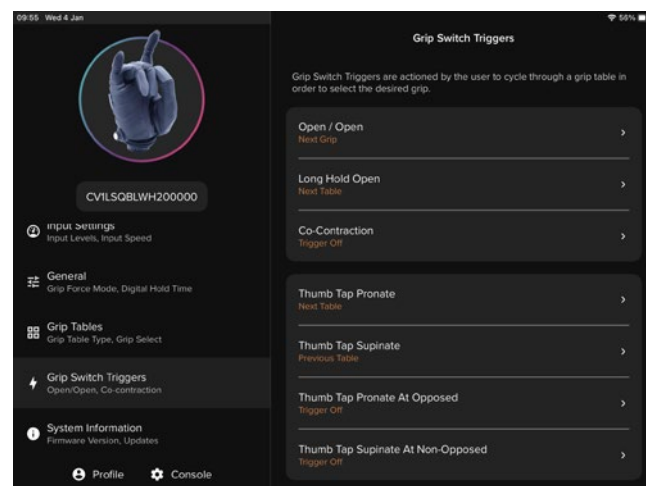 09:55 Wed 4 Jan
56%
CV1LSQBLWH200000
Input Settings
Input Levels, Input Speed
General
Grip Force Mode, Digital Hold Time
Grip Tables
Grip Table Type, Grip Select
Grip Switch Triggers
Open/Open, Co-contraction
System Information
Firmware Version, Updates
Profile
Console
Grip Switch Triggers
Grip Switch Triggers are actioned by the user to cycle through a grip table in
order to select the desired grip.
Open / Open
Next Grip
Long Hold Open
Next Table
Co-Contraction
Trigger Off
Thumb Tap Pronate
Next Table
Thumb Tap Supinate
Previous Table
Thumb Tap Pronate At Opposed
Trigger Off
Thumb Tap Supinate At Non-Opposed
Trigger Off